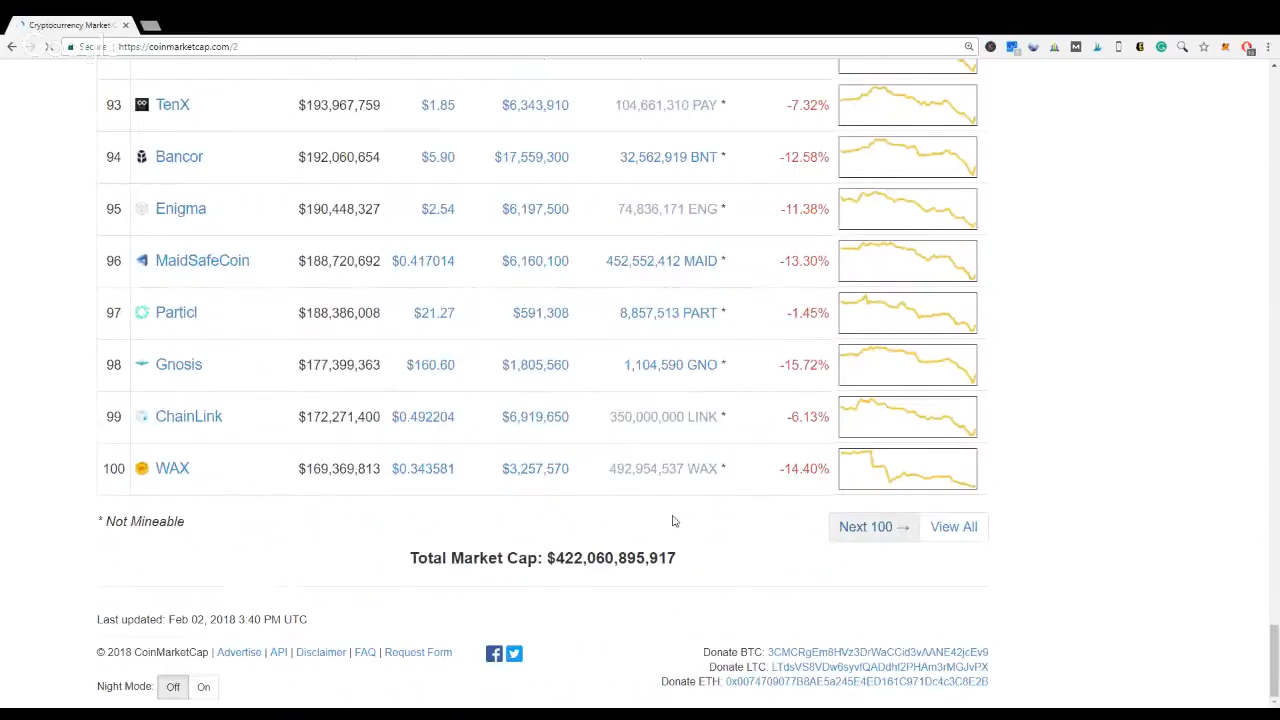 Cryptocurrency Market C
Secure https://coinmarketcap.com/2
93 TenX $193,967,759 $1.85 $6,343,910 104,661,310 PAY * -7.32%
94 Bancor $192,060,654 $5.90 $17,559,300 32,562,919 BNT * -12.58%
95 Enigma $190,448,327 $2.54 $6,197,500 74,836,171 ENG * -11.38%
96 MaidSafeCoin $188,720,692 $0.417014 $6,160,100 452,552,412 MAID * -13.30%
97 Particl $188,386,008 $21.27 $591,308 8,857,513 PART * -1.45%
98 Gnosis $177,399,363 $160.60 $1,805,560 1,104,590 GNO * -15.72%
99 ChainLink $172,271,400 $0.492204 $6,919,650 350,000,000 LINK * -6.13%
100 WAX $169,369,813 $0.343581 $3,257,570 492,954,537 WAX * -14.40%
* Not Mineable
Next 100 → View All
Total Market Cap: $422,060,895,917
Last updated: Feb 02, 2018 3:40 PM UTC
© 2018 CoinMarketCap | Advertise | API | Disclaimer | FAQ | Request Form
Donate BTC: 3CMCRgEm8HVz3DrWaCCid3vAANE42jcEv9
Donate LTC: LTdsVS8VDw6syvfQADdhf2PHAm3rMGJvPX
Donate ETH: 0x0074709077B8AE5a245E4ED161C971Dc4c3C8E2B
Night Mode: Off On